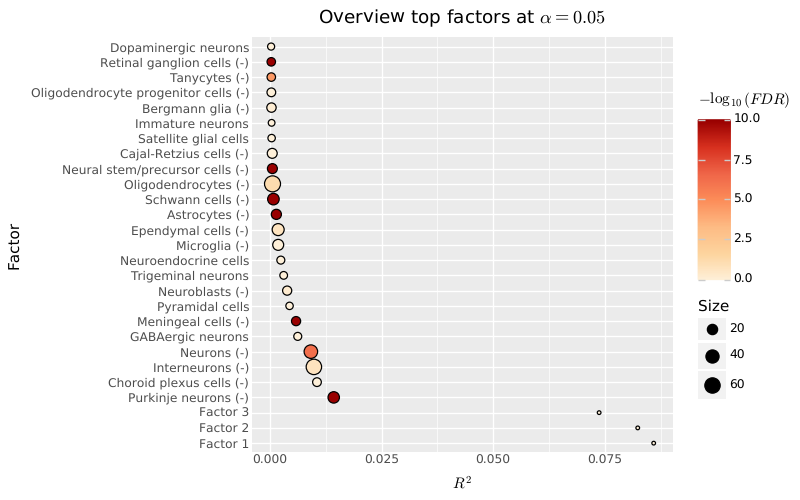 Overview top factors at α = 0.05
Factor
Dopaminergic neurons
Retinal ganglion cells (-)
Tanycytes (-)
Oligodendrocyte progenitor cells (-)
Bergmann glia (-)
Immature neurons
Satellite glial cells
Cajal-Retzius cells (-)
Neural stem/precursor cells (-)
Oligodendrocytes (-)
Schwann cells (-)
Astrocytes (-)
Ependymal cells (-)
Microglia (-)
Neuroendocrine cells
Trigeminal neurons
Neuroblasts (-)
Pyramidal cells
Meningeal cells (-)
GABAergic neurons
Neurons (-)
Interneurons (-)
Choroid plexus cells (-)
Purkinje neurons (-)
Factor 3
Factor 2
Factor 1
0.000 0.025 0.050 0.075
R²
−log₁₀(FDR)
10.0
7.5
5.0
2.5
0.0
Size
20
40
60